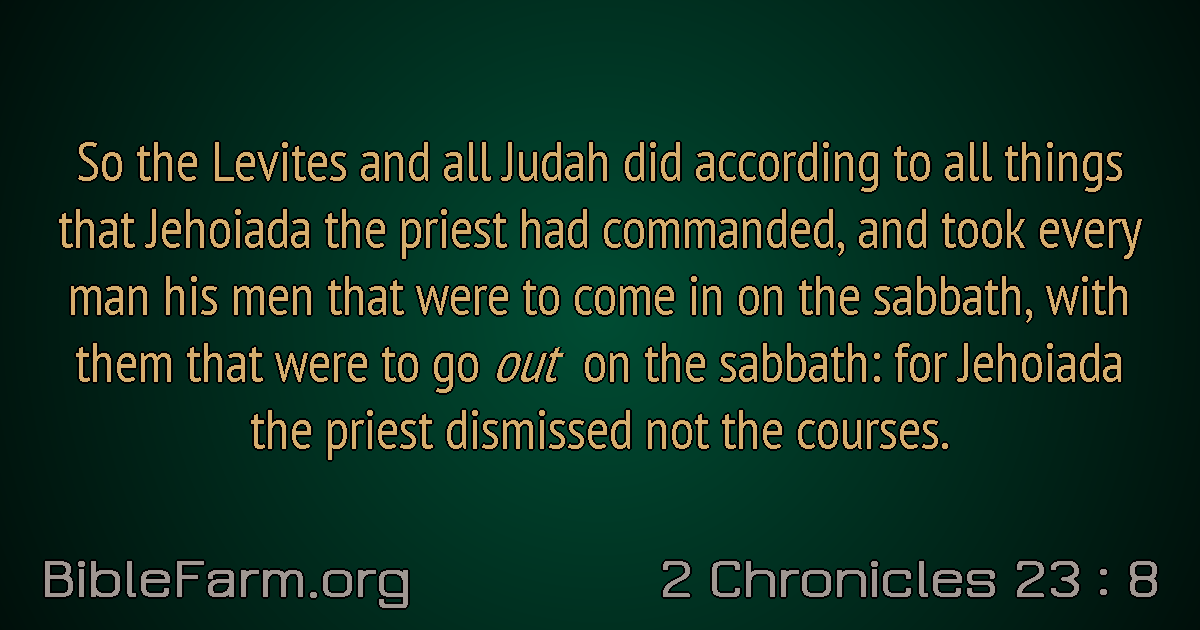 So the Levites and all Judah did according to all things
that Jehoiada the priest had commanded, and took every
man his men that were to come in on the sabbath, with
them that were to go out on the sabbath: for Jehoiada
the priest dismissed not the courses.
BibleFarm.org
2 Chronicles 23 : 8